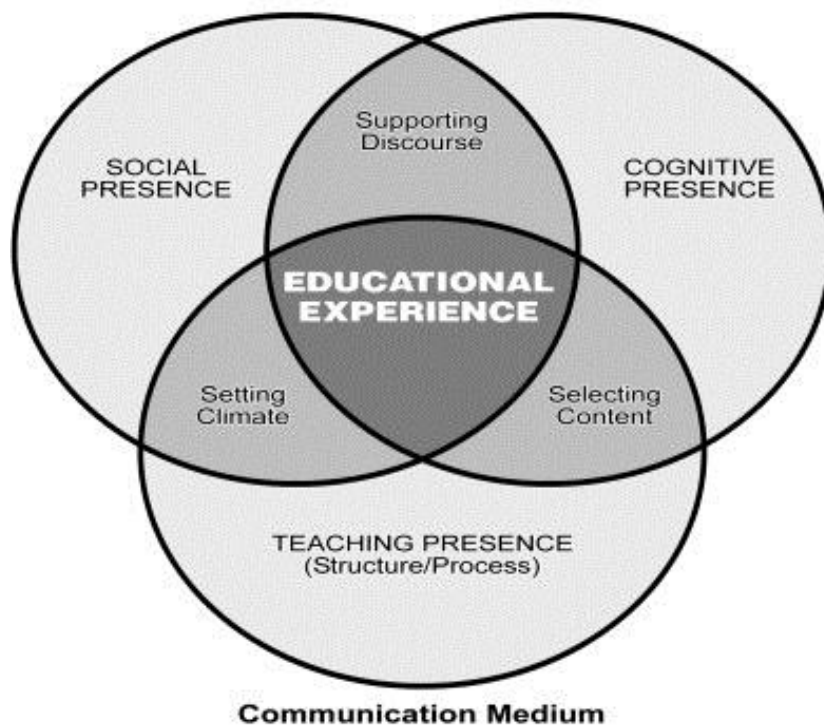 Supporting
Discourse
SOCIAL
PRESENCE
COGNITIVE
PRESENCE
EDUCATIONAL
EXPERIENCE
Setting
Climate
Selecting
Content
TEACHING PRESENCE
(Structure/Process)
Communication Medium